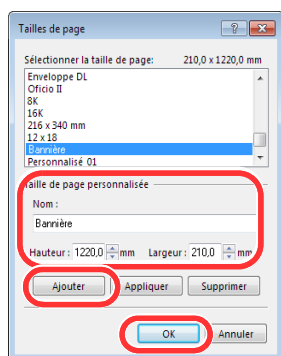 Tailles de page
Sélectionner la taille de page: 210,0 x 1220,0 mm
Enveloppe DL
Oficio II
8K
16K
216 x 340 mm
12 x 18
Bannière
Personnalisé 01
Taille de page personnalisée
Nom :
Bannière
Hauteur : 1220,0 mm Largeur : 210,0 mm
Ajouter Appliquer Supprimer
OK Annuler